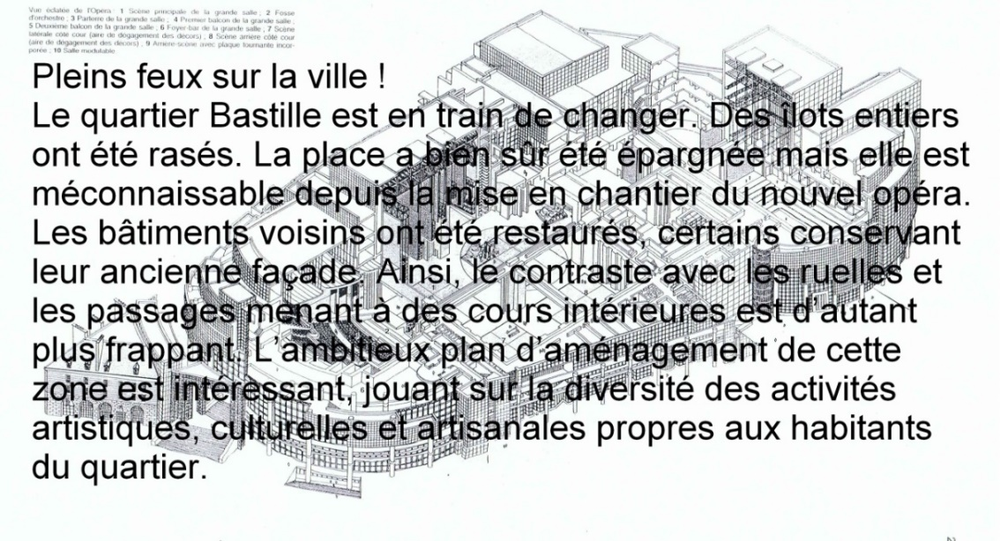 Vue éclatée de l'Opéra: 1 Scène principale de la grande salle ; 2 Fosse
d'orchestre ; 3 Parterre de la grande salle ; 4 Premier balcon de la grande salle ;
5 Deuxième balcon de la grande salle ; 6 Foyer-bar de la grande salle ; 7 Scène
latérale côté cour (aire de dégagement des décors) ; 8 Scène arrière côté cour
(aire de dégagement des décors) ; 9 Arrière-scène avec plaque tournante incor-
porée ; 10 Salle modulable
Pleins feux sur la ville !
Le quartier Bastille est en train de changer. Des îlots entiers
ont été rasés. La place a bien sûr été épargnée mais elle est
méconnaissable depuis la mise en chantier du nouvel opéra.
Les bâtiments voisins ont été restaurés, certains conservant
leur ancienne façade. Ainsi, le contraste avec les ruelles et
les passages menant à des cours intérieures est d'autant
plus frappant. L'ambitieux plan d'aménagement de cette
zone est intéressant, jouant sur la diversité des activités
artistiques, culturelles et artisanales propres aux habitants
du quartier.